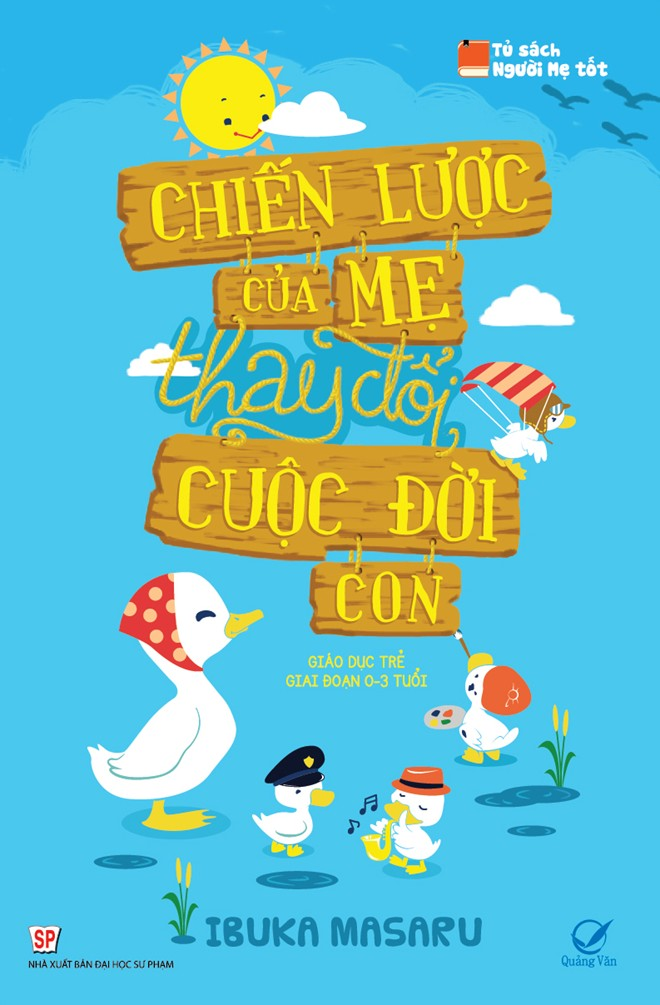 Tủ sách
Người Mẹ tốt
CHIẾN LƯỢC
CỦA MẸ
thay đổi
CUỘC ĐỜI
CON
GIÁO DỤC TRẺ
GIAI ĐOẠN 0-3 TUỔI
IBUKA MASARU
SP
NHÀ XUẤT BẢN ĐẠI HỌC SƯ PHẠM
Quảng Văn